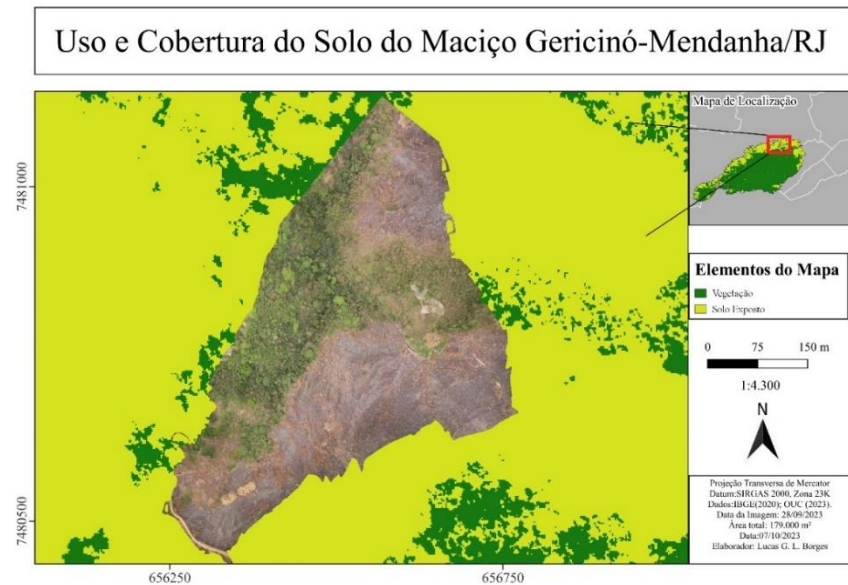 Uso e Cobertura do Solo do Maciço Gericinó-Mendanha/RJ
Mapa de Localização
7481000
7480500
656250
656750
Elementos do Mapa
Vegetação
Solo Exposto
0 75 150 m
1:4.300
N
Projeção Transversa de Mercator
Datum:SIRGAS 2000, Zona 23K
Dados:IBGE(2020); OUC (2023).
Data da Imagem: 28/09/2023
Área total: 179.000 m²
Data:07/10/2023
Elaborador: Lucas G. L. Borges